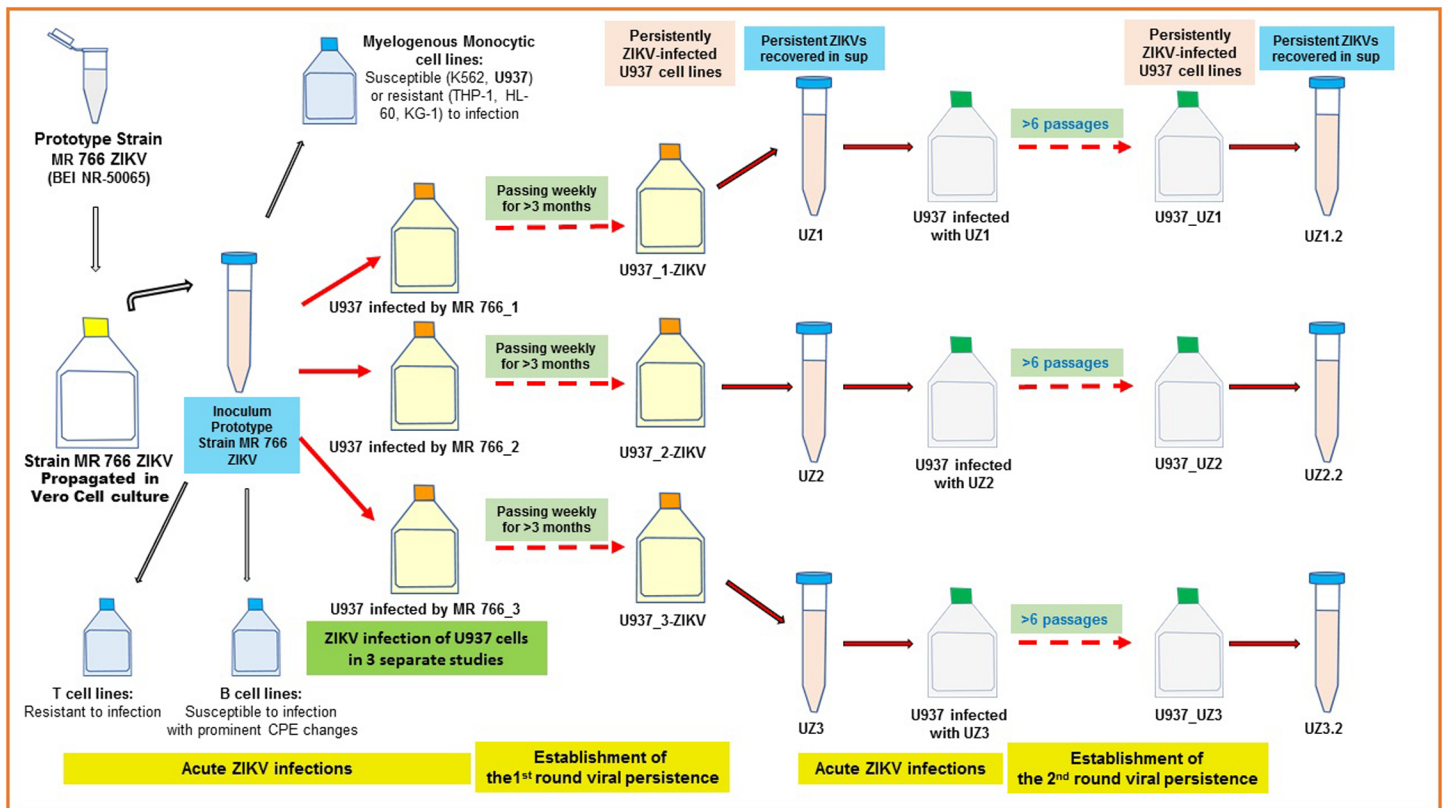 Prototype Strain
MR 766 ZIKV
(BEI NR-50065)
Myelogenous Monocytic
cell lines:
Susceptible (K562, U937)
or resistant (THP-1, HL-
60, KG-1) to infection
Persistently
ZIKV-infected
U937 cell lines
Persistent ZIKVs
recovered in sup
Persistently
ZIKV-infected
U937 cell lines
Persistent ZIKVs
recovered in sup
Strain MR 766 ZIKV
Propagated in
Vero Cell culture
Inoculum
Prototype
Strain MR 766
ZIKV
U937 infected by MR 766_1
Passing weekly
for >3 months
U937_1-ZIKV
UZ1
U937 infected
with UZ1
>6 passages
U937_UZ1
UZ1.2
U937 infected by MR 766_2
Passing weekly
for >3 months
U937_2-ZIKV
UZ2
U937 infected
with UZ2
>6 passages
U937_UZ2
UZ2.2
U937 infected by MR 766_3
Passing weekly
for >3 months
U937_3-ZIKV
UZ3
U937 infected
with UZ3
>6 passages
U937_UZ3
UZ3.2
ZIKV infection of U937 cells
in 3 separate studies
T cell lines:
Resistant to infection
B cell lines:
Susceptible to infection
with prominent CPE changes
Acute ZIKV infections
Establishment of
the1st round viral persistence
Acute ZIKV infections
Establishment of
the 2nd round viral persistence